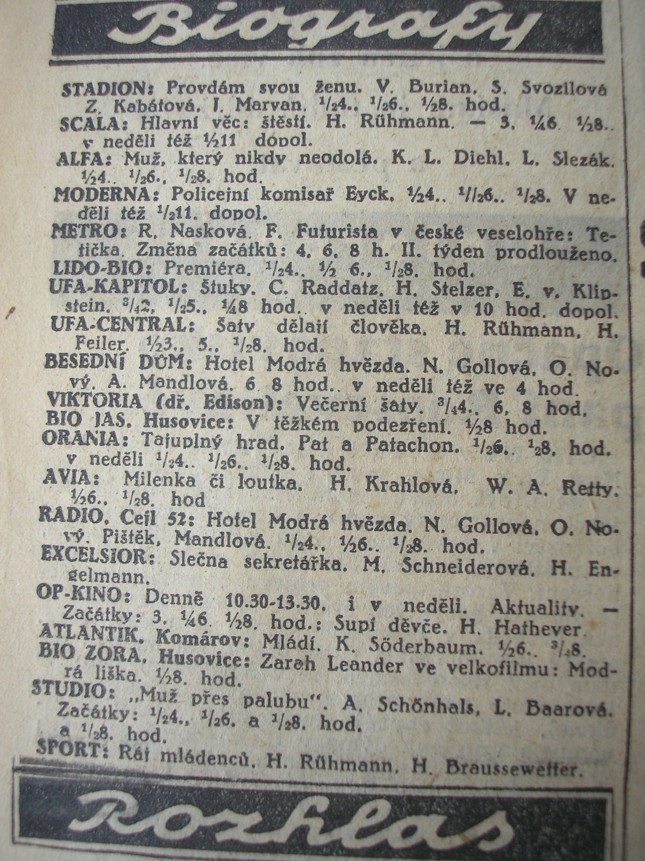 Biografy
STADION: Provdám svou ženu. V. Burian. S. Svozilová
Z. Kabátová, J. Marvan. ½4., ½6., ½8. hod.
SCALA: Hlavní věc: štěstí. H. Rühmann. — 3, ¼6. ½8..
v neděli též ½11 dopol.
ALFA: Muž, který nikdy neodolá. K. L. Diehl, L. Slezák.
½4.. ½6., ½8. hod.
MODERNA: Policejní komisař Eyck. ½4.. 1//26.. ½8. V ne-
děli též ½11. dopol.
METRO: R. Nasková, F. Futurista v české veselohře: Te-
tička. Změna začátků: 4, 6, 8 h. II. týden prodlouženo.
LIDO-BIO: Premiéra. ½4.. ½ 6., ½8. hod.
UFA-KAPITOL: Štuky. C. Raddatz, H. Stelzer, E. v. Klip-
stein. ¾2, ½5., ¼8 hod.. v neděli též v 10 hod. dopol.
UFA-CENTRAL: Šaty dělají člověka. H. Rühmann, H.
Feiler. ½3., 5., ½8. hod.
BESEDNÍ DŮM: Hotel Modrá hvězda. N. Gollová, O. No-
vý. A. Mandlová. 6 8 hod.. v neděli též ve 4 hod.
VIKTORIA (dř. Edison): Večerní šaty. ¾4., 6, 8 hod.
BIO JAS, Husovice: V těžkém podezření. ½8 hod.
ORANIA: Tajuplný hrad. Pat a Patachon. ½6.. ½8, hod.
v neděli ½4.. ½6.. ½8. hod.
AVIA: Milenka či loutka. H. Krahlová, W. A. Retty.
½6., ½8. hod
RADIO, Cejl 52: Hotel Modrá hvězda. N. Gollová, O. No-
vý. Pištěk, Mandlová. ½4., ½6.. ½8. hod.
EXCELSIOR: Slečna sekretářka. M. Schneiderová, H. En-
gelmann.
OP-KINO: Denně 10.30-13.30, i v neděli. Aktuality. —
Začátky: 3, ¼6. ½8. hod.: Supí děvče. H. Hatheyer
ATLANTIK, Komárov: Mládí. K. Söderbaum. ½6.. ¾8.
BIO ZORA, Husovice: Zarah Leander ve velkofilmu: Mod-
rá liška. ½8. hod.
STUDIO: „Muž přes palubu“. A. Schönhals, L. Baarová.
Začátky: ½4., ½6. a ½8. hod.
a ½8. hod.
SPORT: Ráj mládenců. H. Rühmann, H. Braussewetter.
Rozhlas